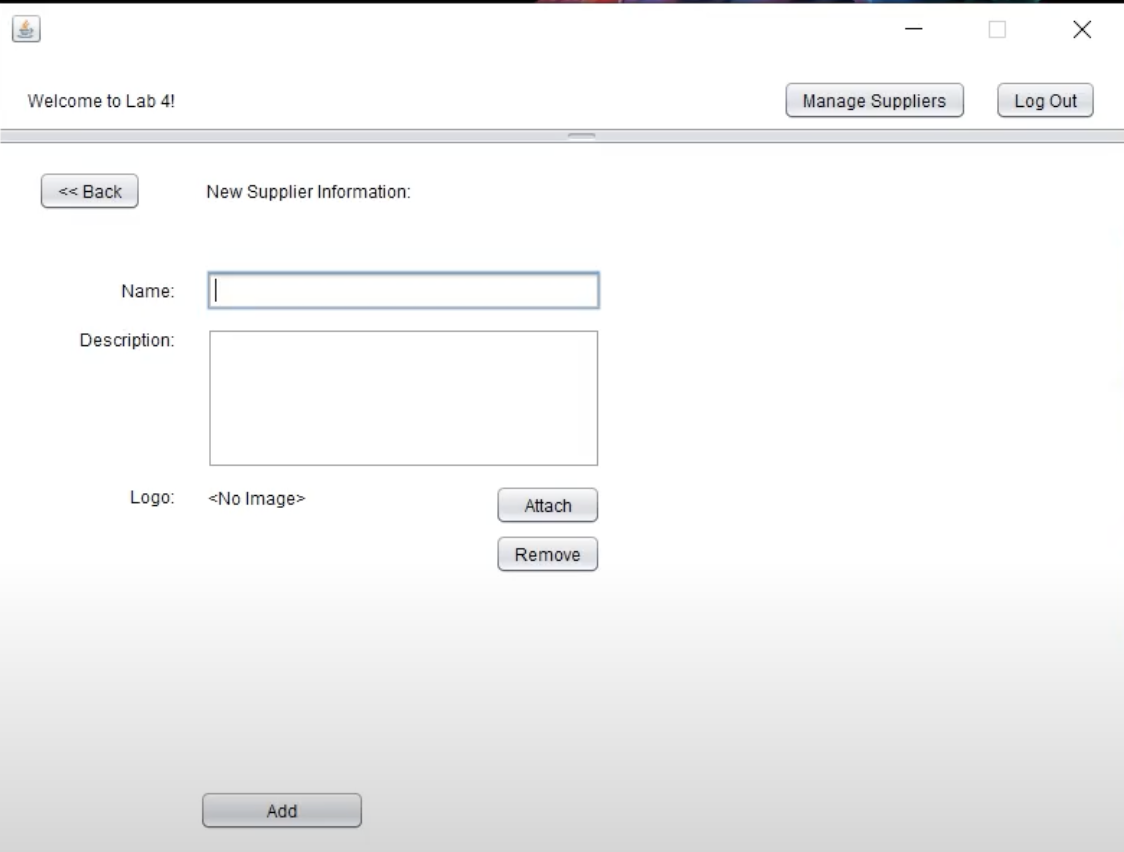 Welcome to Lab 4!
Manage Suppliers
Log Out
<< Back
New Supplier Information:
Name:
Description:
Logo:
<No Image>
Attach
Remove
Add